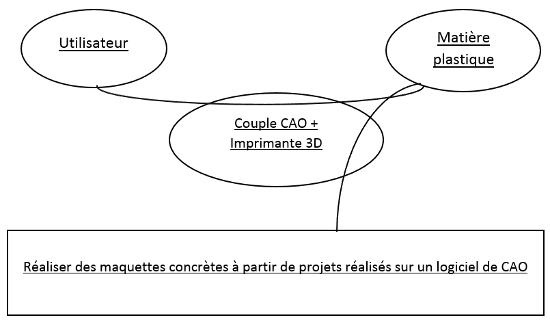 Utilisateur
Matière
plastique
Couple CAO +
Imprimante 3D
Réaliser des maquettes concrètes à partir de projets réalisés sur un logiciel de CAO